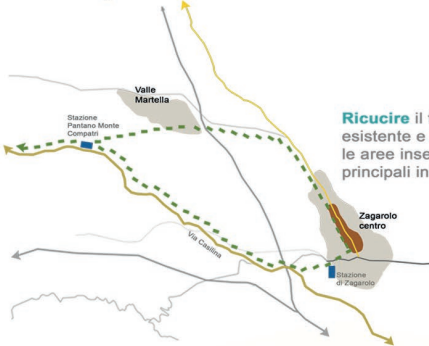 Valle
Martella
Stazione
Pantano Monte
Compatri
Ricucire il
esistente e
le aree inse
principali in
Zagarolo
centro
Via Casilina
Stazione
di Zagarolo